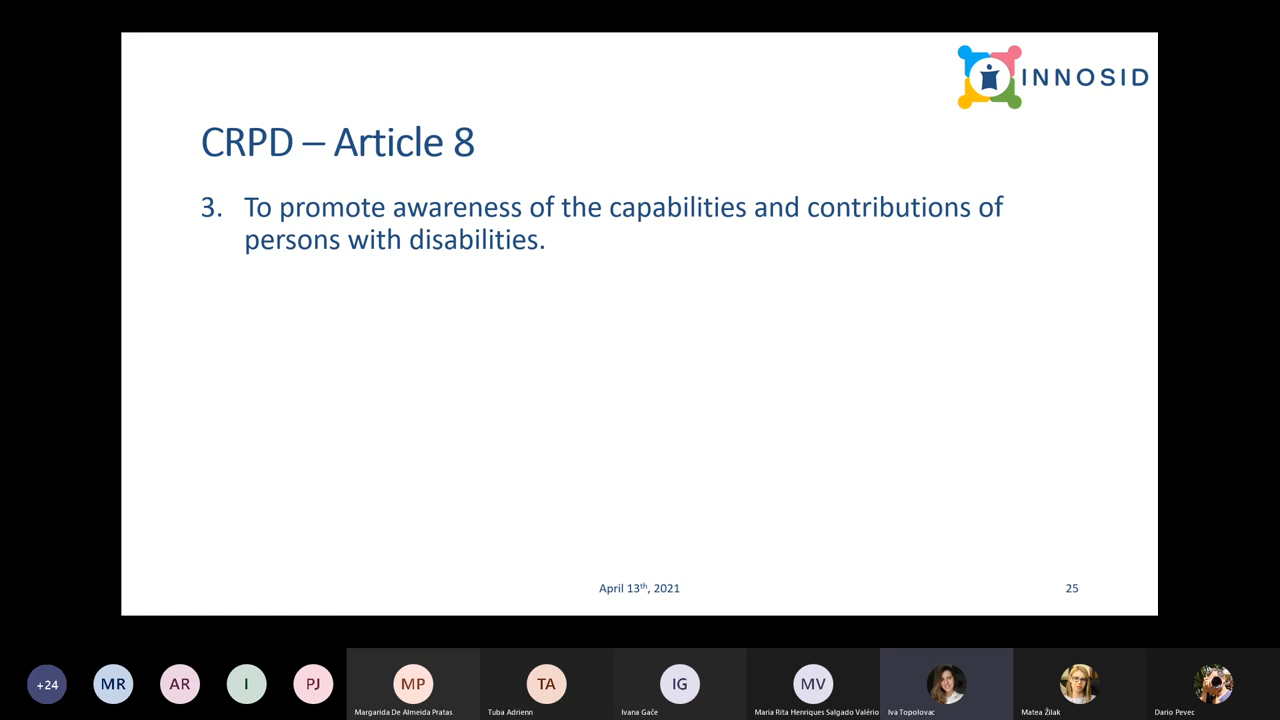 INNOSID
CRPD – Article 8
3. To promote awareness of the capabilities and contributions of
persons with disabilities.
April 13th, 2021
25
+24
MR
AR
I
PJ
MP
TA
IG
MV
Margarida De Almeida Pratas
Tuba Adrienn
Ivana Gače
Maria Rita Henriques Salgado Valério
Iva Topolovac
Matea Žilak
Dario Pevec